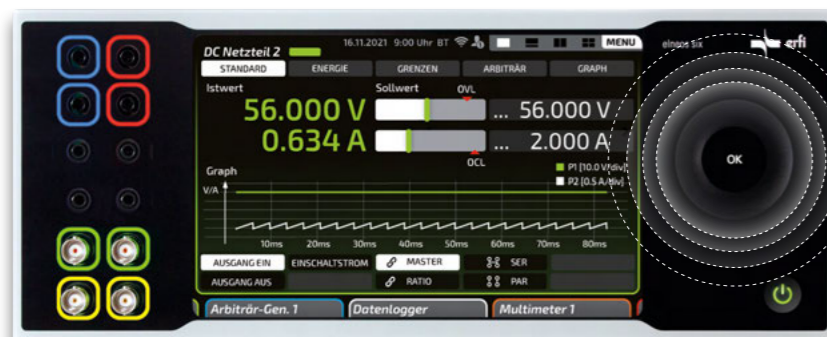 DC Netzteil 2 16.11.2021 9:00 Uhr BT MENU
STANDARD ENERGIE GRENZEN ARBITRÄR GRAPH
Istwert Sollwert OVL
56.000 V ... 56.000 V
0.634 A ... 2.000 A
OCL
Graph P1 [10.0 V/div]
V/A P2 [0.5 A/div]
10ms 20ms 30ms 40ms 50ms 60ms 70ms 80ms
AUSGANG EIN EINSCHALTSTROM MASTER SER
AUSGANG AUS RATIO PAR
Arbiträr-Gen. 1 Datenlogger Multimeter 1
elneos six erfi
OK